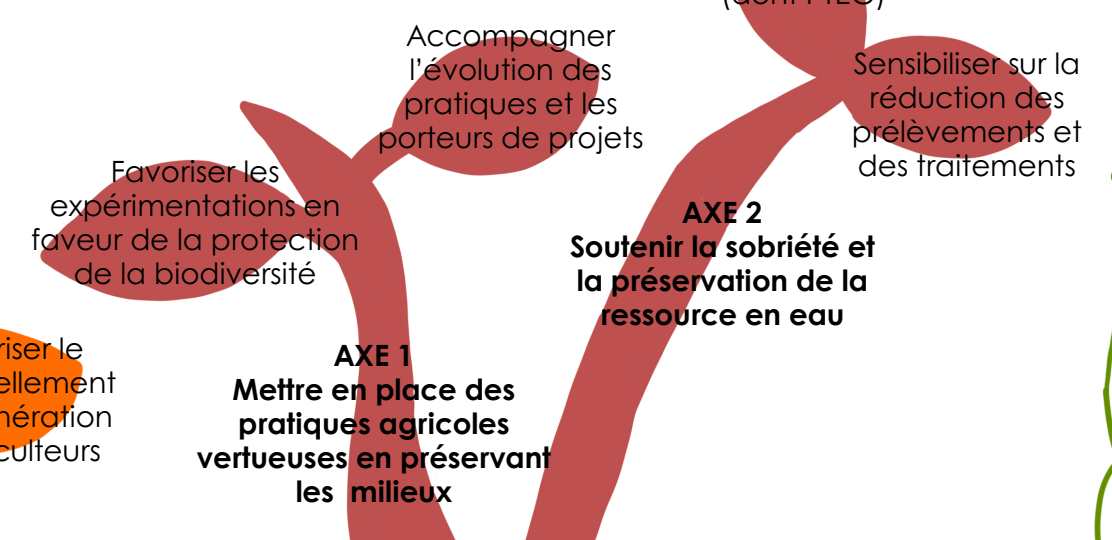 Accompagner
l'évolution des
pratiques et les
porteurs de projets
Sensibiliser sur la
réduction des
prélèvements et
des traitements
Favoriser les
expérimentations en
faveur de la protection
de la biodiversité
AXE 2
Soutenir la sobriété et
la préservation de la
ressource en eau
le
AXE 1
Mettre en place des
pratiques agricoles
vertueuses en préservant
les milieux